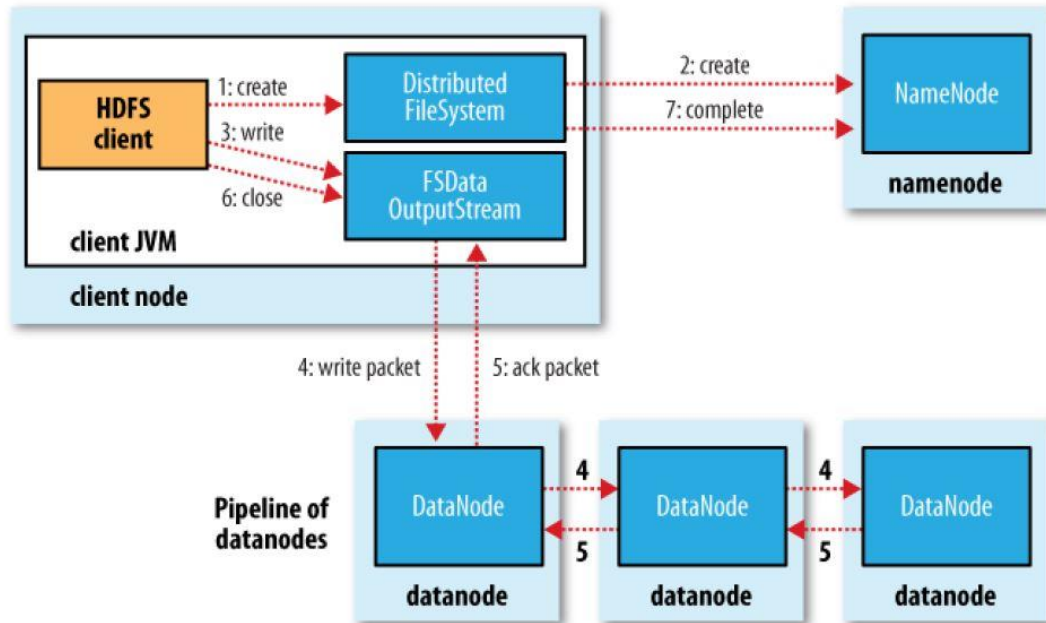 HDFS
client
1: create
3: write
6: close
Distributed
FileSystem
FSData
OutputStream
client JVM
client node
2: create
7: complete
NameNode
namenode
4: write packet
5: ack packet
Pipeline of
datanodes
DataNode
datanode
4
5
DataNode
datanode
4
5
DataNode
datanode